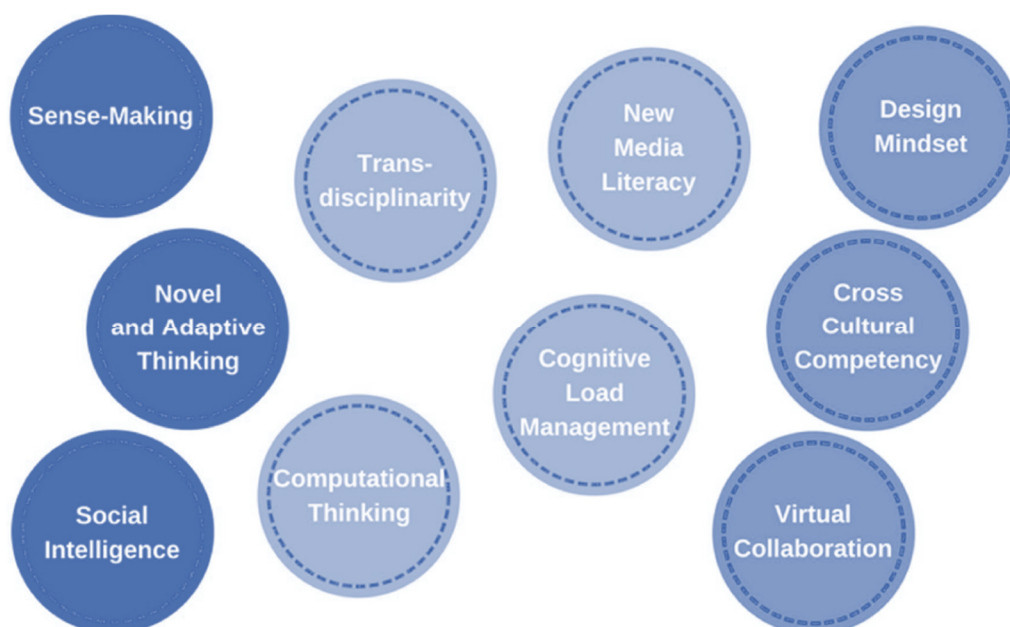 Sense-Making
Trans-
disciplinarity
New
Media
Literacy
Design
Mindset
Novel
and Adaptive
Thinking
Cross
Cultural
Competency
Cognitive
Load
Management
Computational
Thinking
Social
Intelligence
Virtual
Collaboration